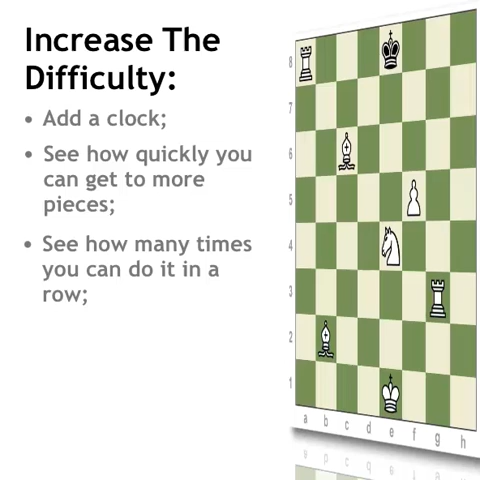 Increase The
Difficulty:
• Add a clock;
• See how quickly you
can get to more
pieces;
• See how many times
you can do it in a
row;
8
7
6
5
4
3
2
1
a b c d e f g h